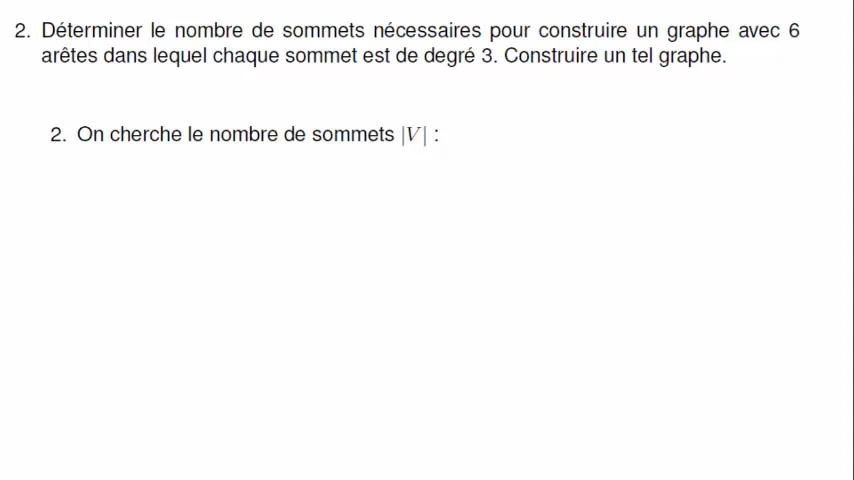 2. Déterminer le nombre de sommets nécessaires pour construire un graphe avec 6
arêtes dans lequel chaque sommet est de degré 3. Construire un tel graphe.
2. On cherche le nombre de sommets |V| :